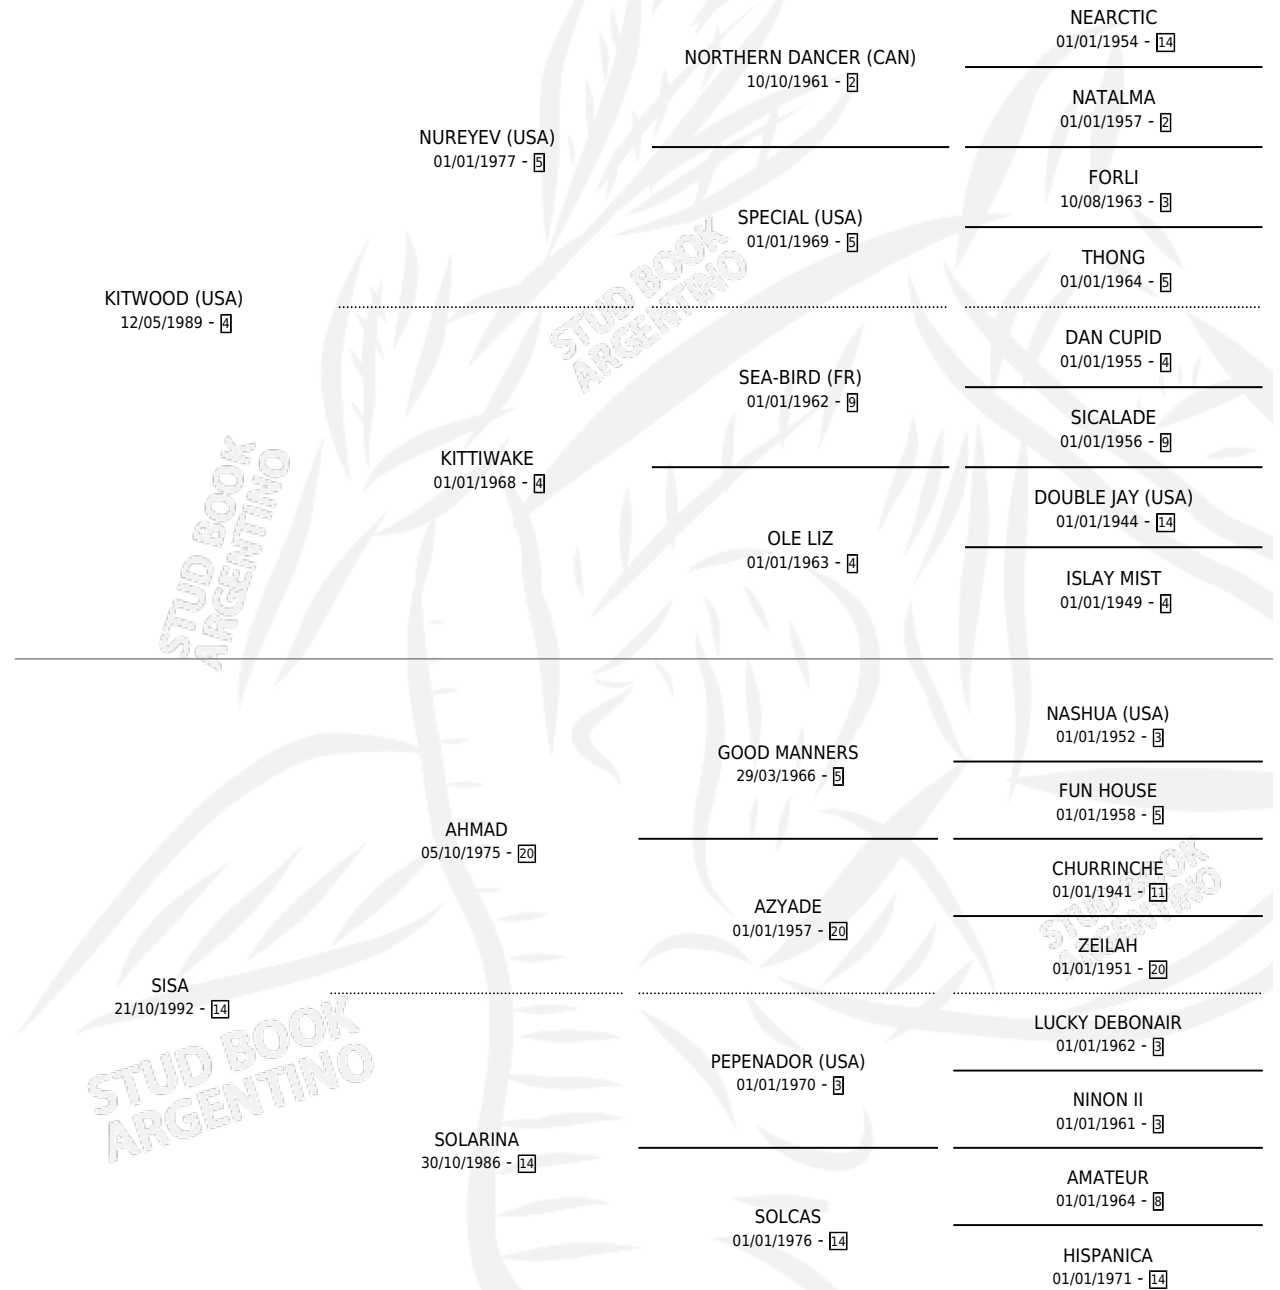 NEARCTIC
01/01/1954 - 14
NORTHERN DANCER (CAN)
10/10/1961 - 2
NATALMA
01/01/1957 - 2
NUREYEV (USA)
01/01/1977 - 5
FORLI
10/08/1963 - 3
SPECIAL (USA)
01/01/1969 - 5
THONG
01/01/1964 - 5
KITWOOD (USA)
12/05/1989 - 4
DAN CUPID
01/01/1955 - 4
SEA-BIRD (FR)
01/01/1962 - 9
SICALADE
01/01/1956 - 9
KITTIWAKE
01/01/1968 - 4
DOUBLE JAY (USA)
01/01/1944 - 14
OLE LIZ
01/01/1963 - 4
ISLAY MIST
01/01/1949 - 4
NASHUA (USA)
01/01/1952 - 3
GOOD MANNERS
29/03/1966 - 5
FUN HOUSE
01/01/1958 - 5
AHMAD
05/10/1975 - 20
CHURRINCHE
01/01/1941 - 11
AZYADE
01/01/1957 - 20
ZEILAH
01/01/1951 - 20
SISA
21/10/1992 - 14
LUCKY DEBONAIR
01/01/1962 - 3
PEPENADOR (USA)
01/01/1970 - 3
NINON II
01/01/1961 - 3
SOLARINA
30/10/1986 - 14
AMATEUR
01/01/1964 - 8
SOLCAS
01/01/1976 - 14
HISPANICA
01/01/1971 - 14
STUD BOOK
ARGENTINO
STUD BOOK
ARGENTINO
STUD BOOK
ARGENTINO
STUD BOOK
ARGENTINO